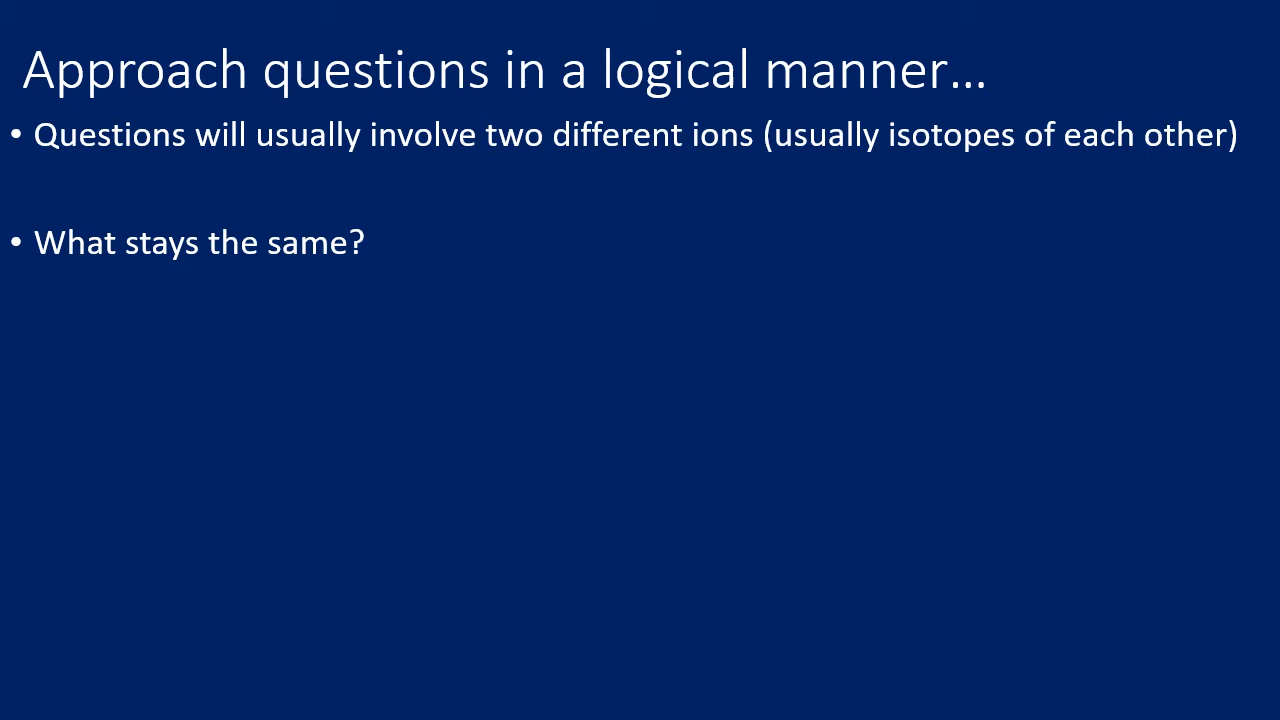 Approach questions in a logical manner…
• Questions will usually involve two different ions (usually isotopes of each other)
• What stays the same?